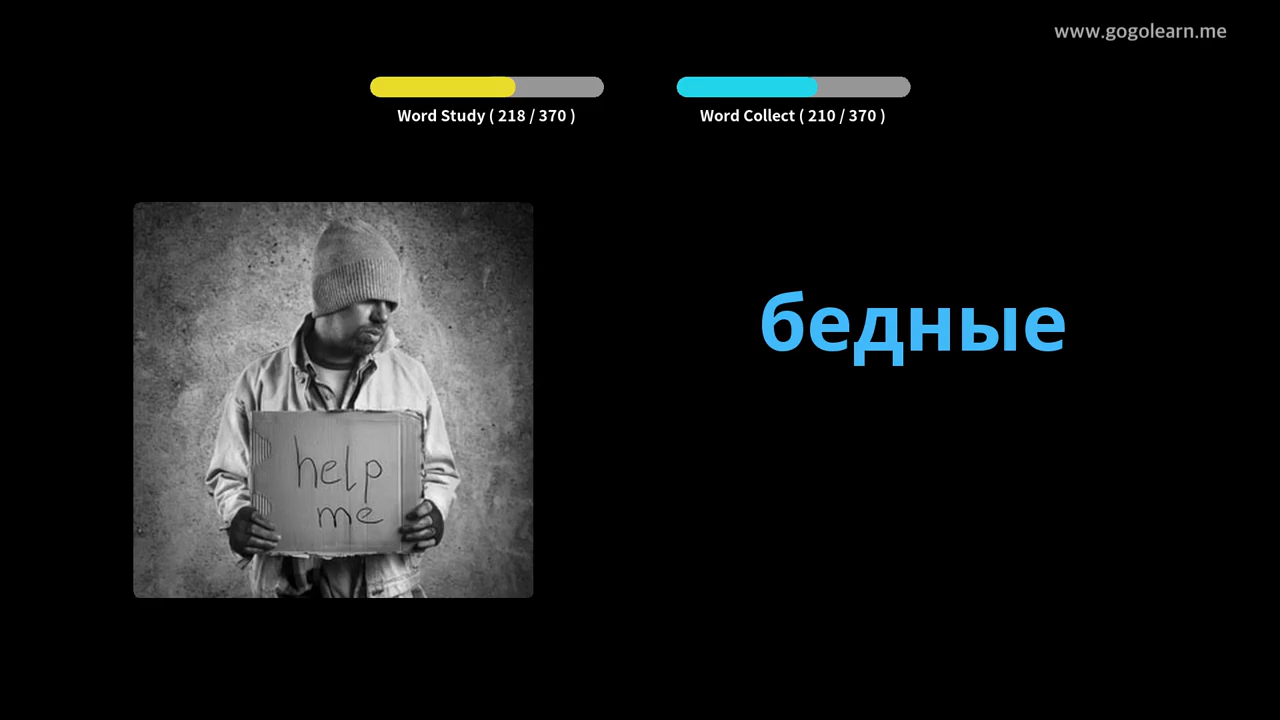 www.gogolearn.me
Word Study ( 218 / 370 )
Word Collect ( 210 / 370 )
бедные
help
me